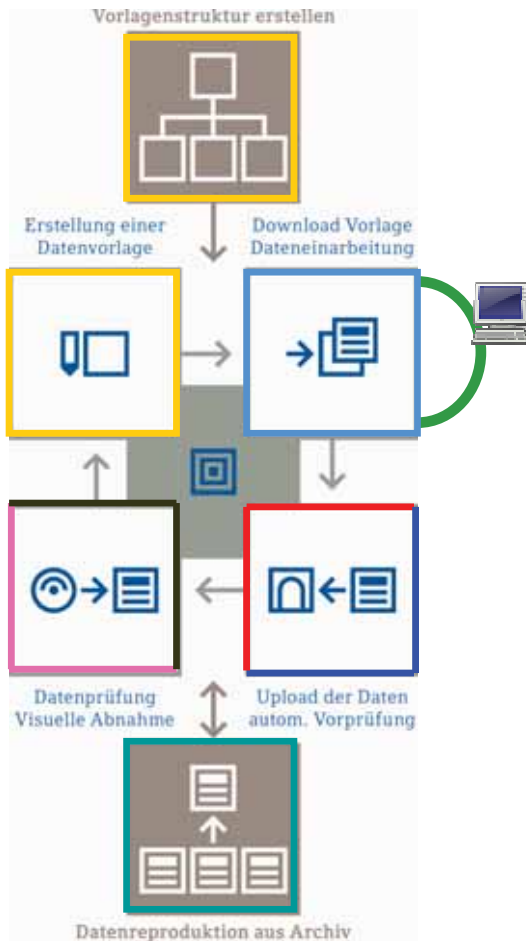 Vorlagenstruktur erstellen
Erstellung einer
Datenvorlage
Download Vorlage
Dateneinarbeitung
Datenprüfung
Visuelle Abnahme
Upload der Daten
autom. Vorprüfung
Datenreproduktion aus Archiv